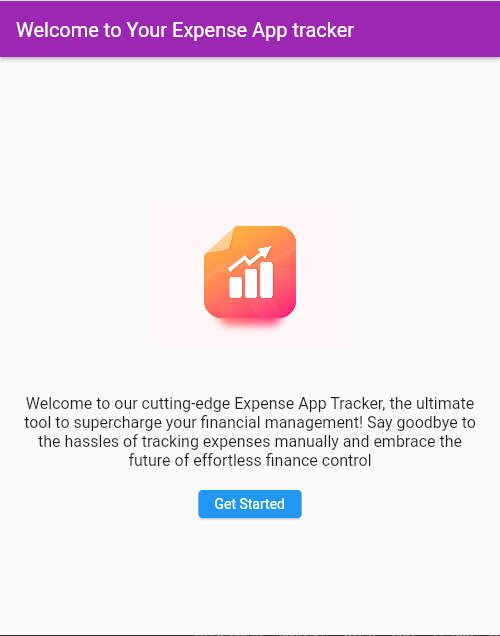 Welcome to Your Expense App tracker
Welcome to our cutting-edge Expense App Tracker, the ultimate
tool to supercharge your financial management! Say goodbye to
the hassles of tracking expenses manually and embrace the
future of effortless finance control
Get Started